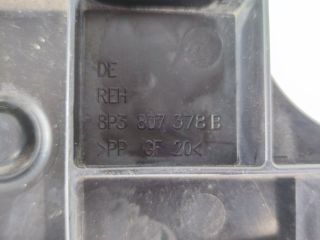 DE
REH
8P3 807 378 B
>PP GF 20<